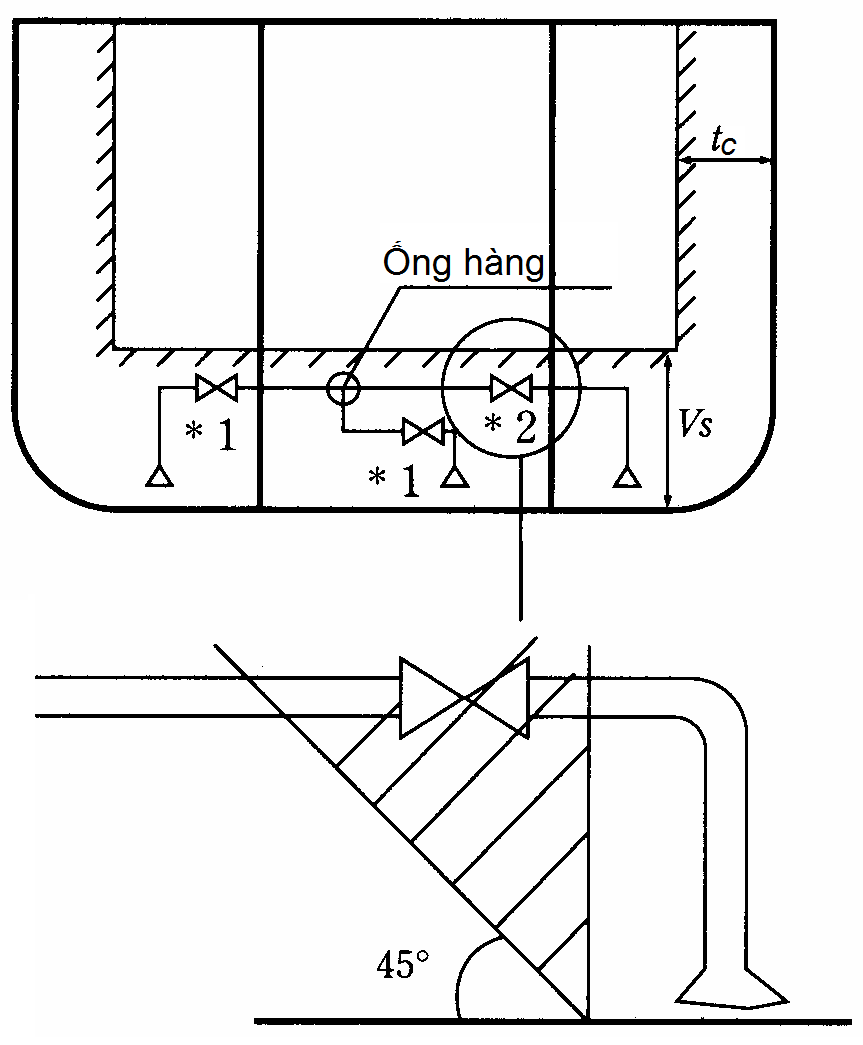 tC
Ống hàng
* 1
* 2
Vs
* 1
45°